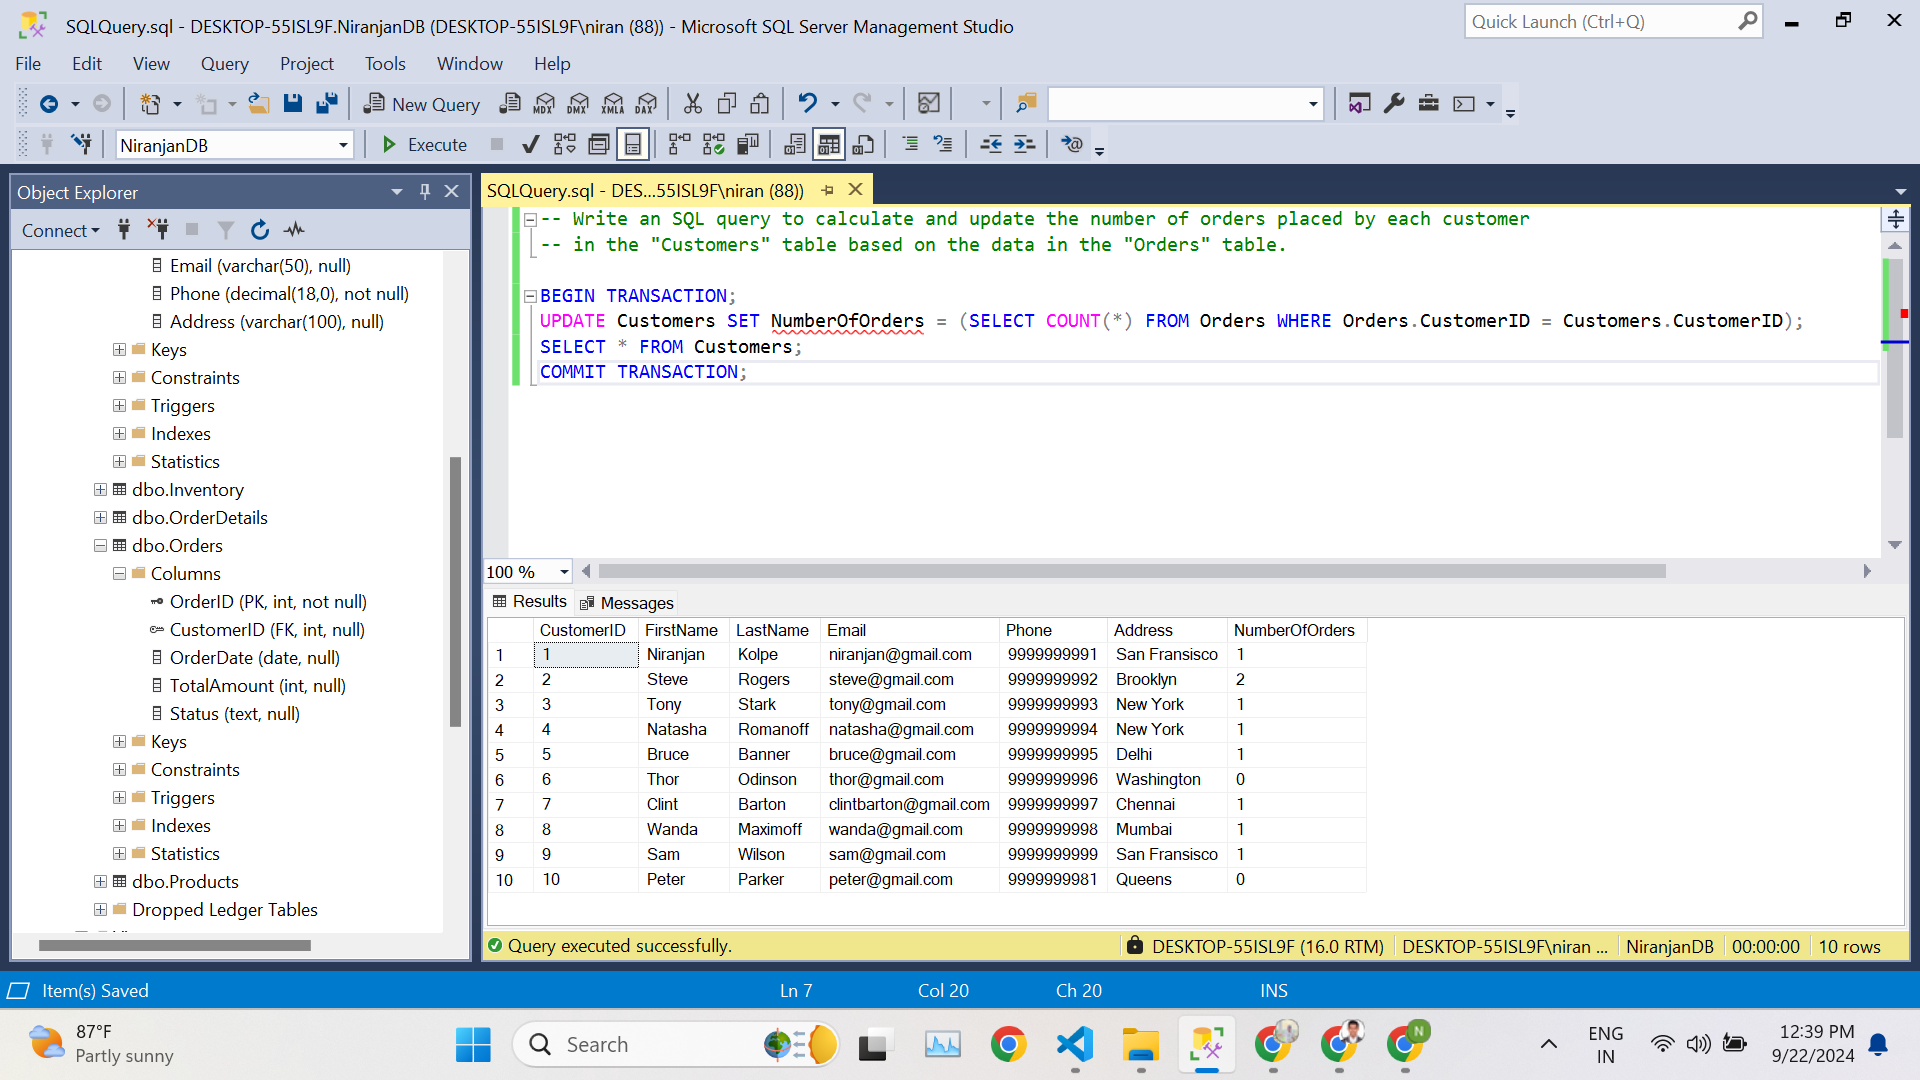 SQLQuery.sql - DESKTOP-55ISL9F.NiranjanDB (DESKTOP-55ISL9F\niran (88)) - Microsoft SQL Server Management Studio
Quick Launch (Ctrl+Q)
File Edit View Query Project Tools Window Help
New Query MDX DMX XMLA DAX
NiranjanDB Execute
Object Explorer
Connect
Email (varchar(50), null)
Phone (decimal(18,0), not null)
Address (varchar(100), null)
Keys
Constraints
Triggers
Indexes
Statistics
dbo.Inventory
dbo.OrderDetails
dbo.Orders
Columns
OrderID (PK, int, not null)
CustomerID (FK, int, null)
OrderDate (date, null)
TotalAmount (int, null)
Status (text, null)
Keys
Constraints
Triggers
Indexes
Statistics
dbo.Products
Dropped Ledger Tables
SQLQuery.sql - DES...55ISL9F\niran (88))
-- Write an SQL query to calculate and update the number of orders placed by each customer
-- in the "Customers" table based on the data in the "Orders" table.
BEGIN TRANSACTION;
UPDATE Customers SET NumberOfOrders = (SELECT COUNT(*) FROM Orders WHERE Orders.CustomerID = Customers.CustomerID);
SELECT * FROM Customers;
COMMIT TRANSACTION;
100 %
Results Messages
CustomerID FirstName LastName Email Phone Address NumberOfOrders
1 1 Niranjan Kolpe niranjan@gmail.com 9999999991 San Fransisco 1
2 2 Steve Rogers steve@gmail.com 9999999992 Brooklyn 2
3 3 Tony Stark tony@gmail.com 9999999993 New York 1
4 4 Natasha Romanoff natasha@gmail.com 9999999994 New York 1
5 5 Bruce Banner bruce@gmail.com 9999999995 Delhi 1
6 6 Thor Odinson thor@gmail.com 9999999996 Washington 0
7 7 Clint Barton clintbarton@gmail.com 9999999997 Chennai 1
8 8 Wanda Maximoff wanda@gmail.com 9999999998 Mumbai 1
9 9 Sam Wilson sam@gmail.com 9999999999 San Fransisco 1
10 10 Peter Parker peter@gmail.com 9999999981 Queens 0
Query executed successfully. DESKTOP-55ISL9F (16.0 RTM) DESKTOP-55ISL9F\niran ... NiranjanDB 00:00:00 10 rows
Item(s) Saved Ln 7 Col 20 Ch 20 INS
87°F
Partly sunny
Search
N
ENG
IN
12:39 PM
9/22/2024